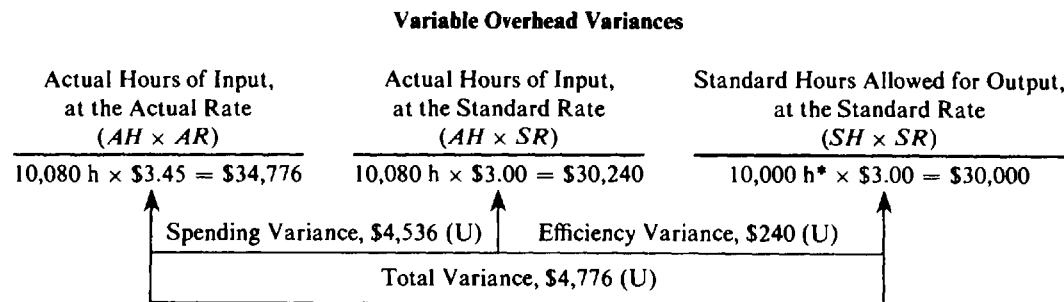 Variable Overhead Variances
Actual Hours of Input,
at the Actual Rate
(AH × AR)
10,080 h × $3.45 = $34,776
Actual Hours of Input,
at the Standard Rate
(AH × SR)
10,080 h × $3.00 = $30,240
Standard Hours Allowed for Output,
at the Standard Rate
(SH × SR)
10,000 h* × $3.00 = $30,000
Spending Variance, $4,536 (U)
Efficiency Variance, $240 (U)
Total Variance, $4,776 (U)